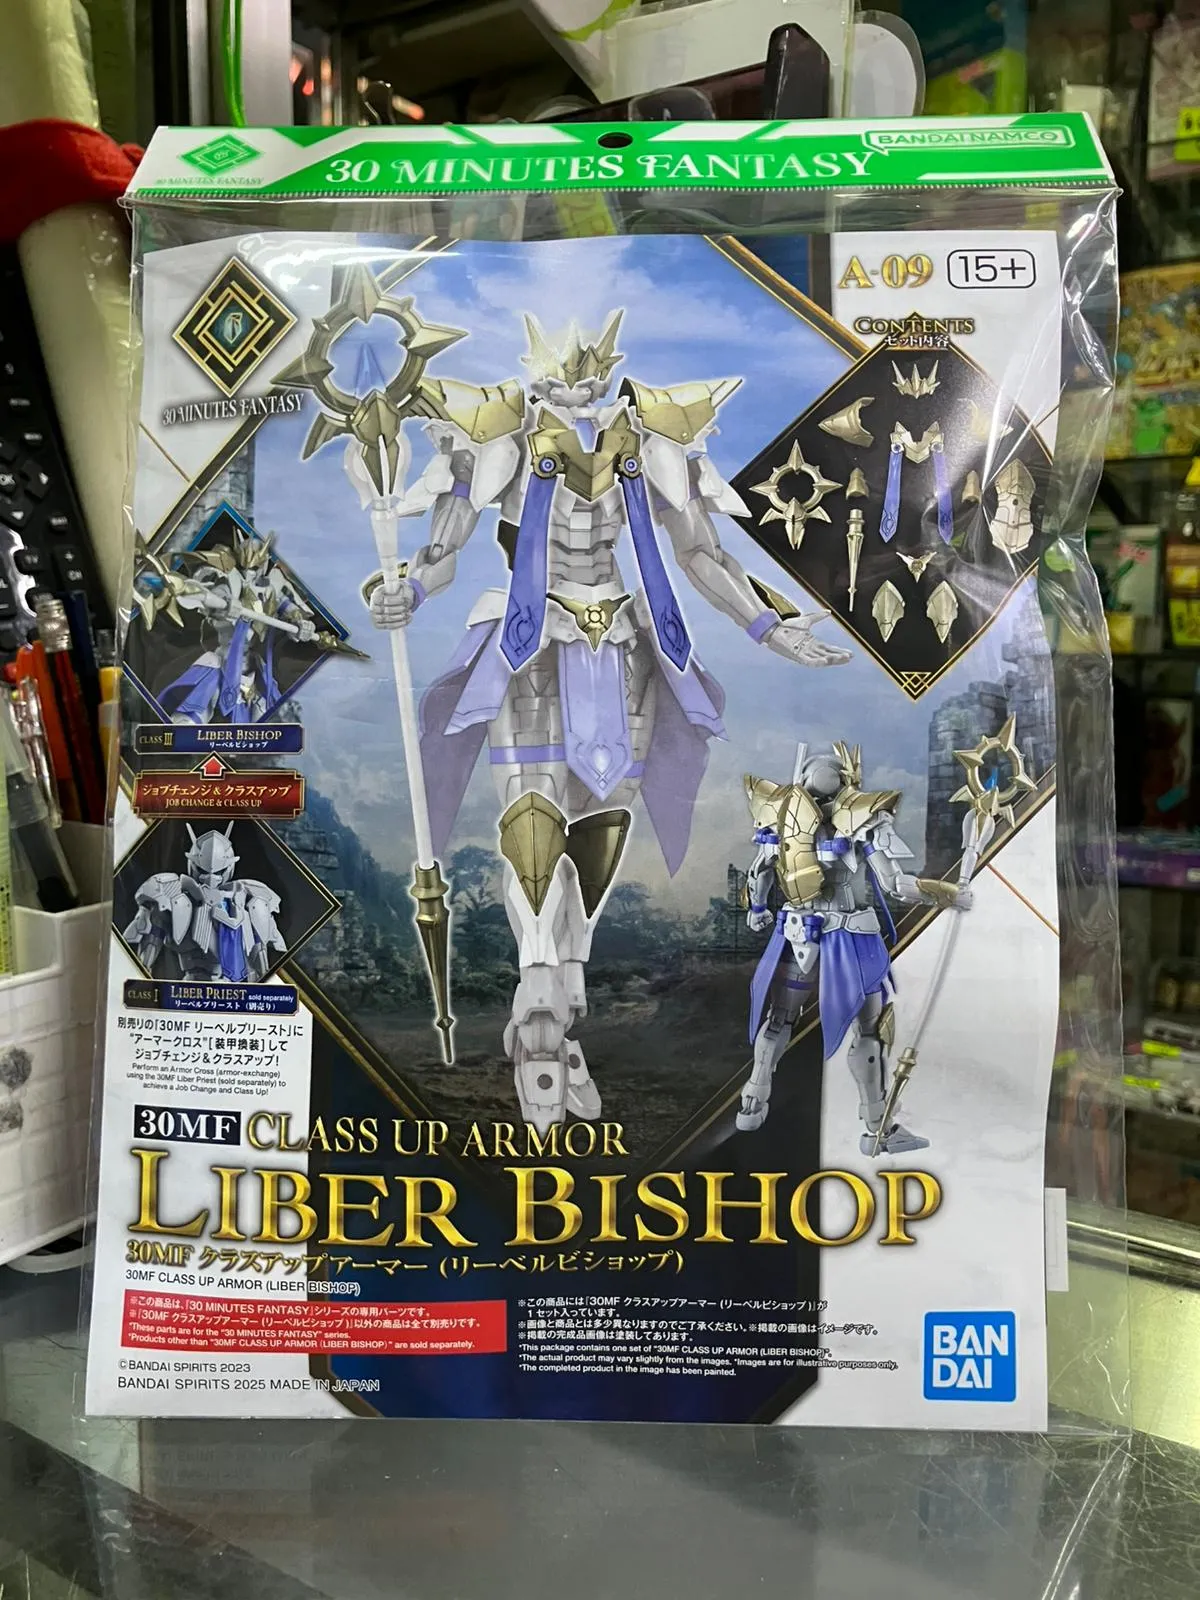 30 MINUTES FANTASY
30 MINUTES FANTASY
BANDAI NAMCO
A-09
15+
CONTENTS
セット内容
30 MINUTES FANTASY
CLASS III
LIBER BISHOP
リーベルビショップ
ジョブチェンジ&クラスアップ
JOB CHANGE & CLASS UP
CLASS I
LIBER PRIEST sold separately
リーベルプリースト (別売り)
別売りの「30MF リーベルプリースト」に
"アーマークロス"[装甲換装]して
ジョブチェンジ&クラスアップ!
Perform an Armor Cross (armor-exchange)
using the 30MF Liber Priest (sold separately) to
achieve a Job Change and Class Up!
30MF CLASS UP ARMOR
LIBER BISHOP
30MF クラスアップアーマー (リーベルビショップ)
30MF CLASS UP ARMOR (LIBER BISHOP)
※この商品は、「30 MINUTES FANTASY」シリーズの専用パーツです。
※「30MF クラスアップアーマー (リーベルビショップ)」以外の商品は全て別売りです。
*These parts are for the "30 MINUTES FANTASY" series.
*Products other than "30MF CLASS UP ARMOR (LIBER BISHOP)" are sold separately.
※この商品には「30MF クラスアップアーマー (リーベルビショップ)」が
1セット入っています。
※画像と商品とは多少異なりますのでご了承ください。※掲載の画像はイメージです。
※掲載の完成品画像は塗装してあります。
*This package contains one set of "30MF CLASS UP ARMOR (LIBER BISHOP)".
*The actual product may vary slightly from the images. *Images are for illustrative purposes only.
*The completed product in the image has been painted.
©BANDAI SPIRITS 2023
BANDAI SPIRITS 2025 MADE IN JAPAN
BAN
DAI